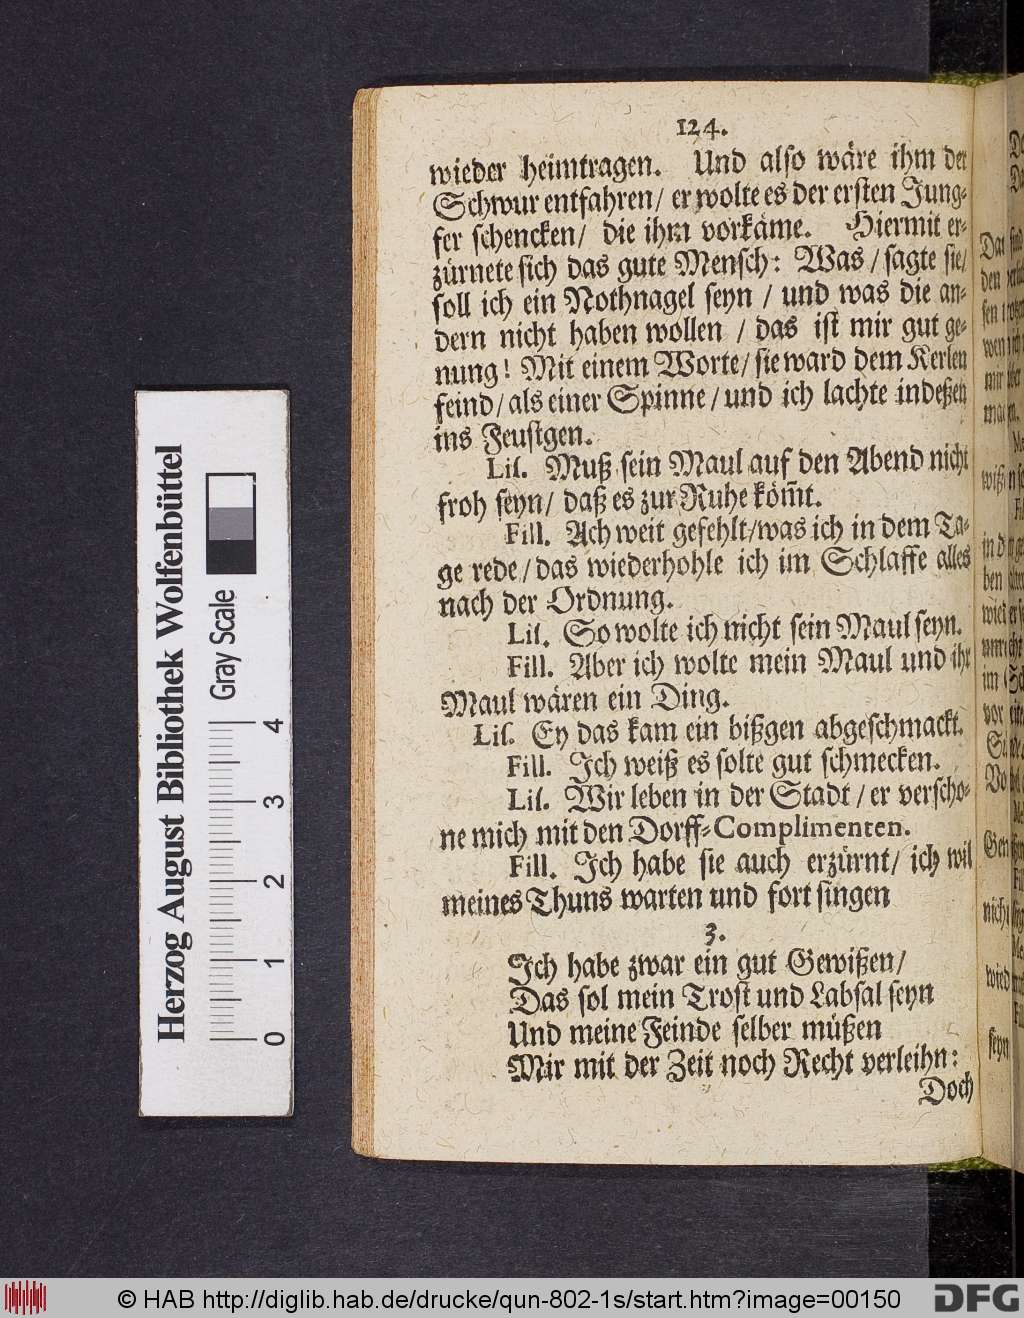 124.
wieder heimtragen. Und also wäre ihm der
Schwur entfahren/ er wolte es der ersten Jung-
fer schencken/ die ihm vorkäme. Hiermit er-
zürnete sich das gute Mensch: Was/ sagte sie/
soll ich ein Nothnagel seyn / und was die an-
dern nicht haben wollen / das ist mir gut ge-
nung! Mit einem Worte/ sie ward dem Kerlen
feind/ als einer Spinne/ und ich lachte indeßen
ins Feustgen.
Lis. Muß sein Maul auf den Abend nicht
froh seyn/ daß es zur Ruhe kom̃t.
Fill. Ach weit gefehlt/was ich in dem Ta-
ge rede/das wiederhohle ich im Schlaffe alles
nach der Ordnung.
Lis. So wolte ich nicht sein Maul seyn.
Fill. Aber ich wolte mein Maul und ihr
Maul wären ein Ding.
Lis. Ey das kam ein bißgen abgeschmackt.
Fill. Ich weiß es solte gut schmecken.
Lis. Wir leben in der Stadt / er verscho-
ne mich mit den Dorff-Complimenten.
Fill. Ich habe sie auch erzürnt/ ich wil
meines Thuns warten und fort singen
3.
Ich habe zwar ein gut Gewißen/
Das sol mein Trost und Labsal seyn
Und meine Feinde selber müßen
Mir mit der Zeit noch Recht verleihn:
Doch
Herzog August Bibliothek Wolfenbüttel
Gray Scale
0 1 2 3 4
© HAB http://diglib.hab.de/drucke/qun-802-1s/start.htm?image=00150
DFG